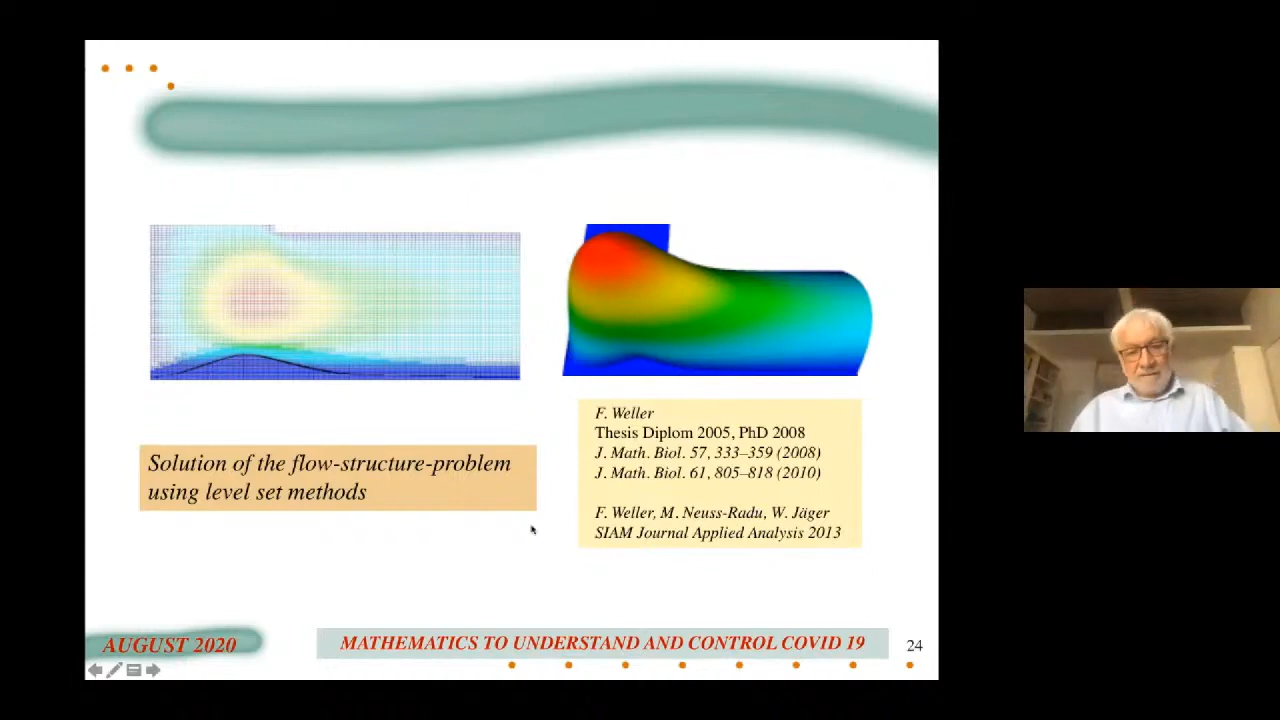 Solution of the flow-structure-problem
using level set methods
F. Weller
Thesis Diplom 2005, PhD 2008
J. Math. Biol. 57, 333–359 (2008)
J. Math. Biol. 61, 805–818 (2010)
F. Weller, M. Neuss-Radu, W. Jäger
SIAM Journal Applied Analysis 2013
AUGUST 2020
MATHEMATICS TO UNDERSTAND AND CONTROL COVID 19
24